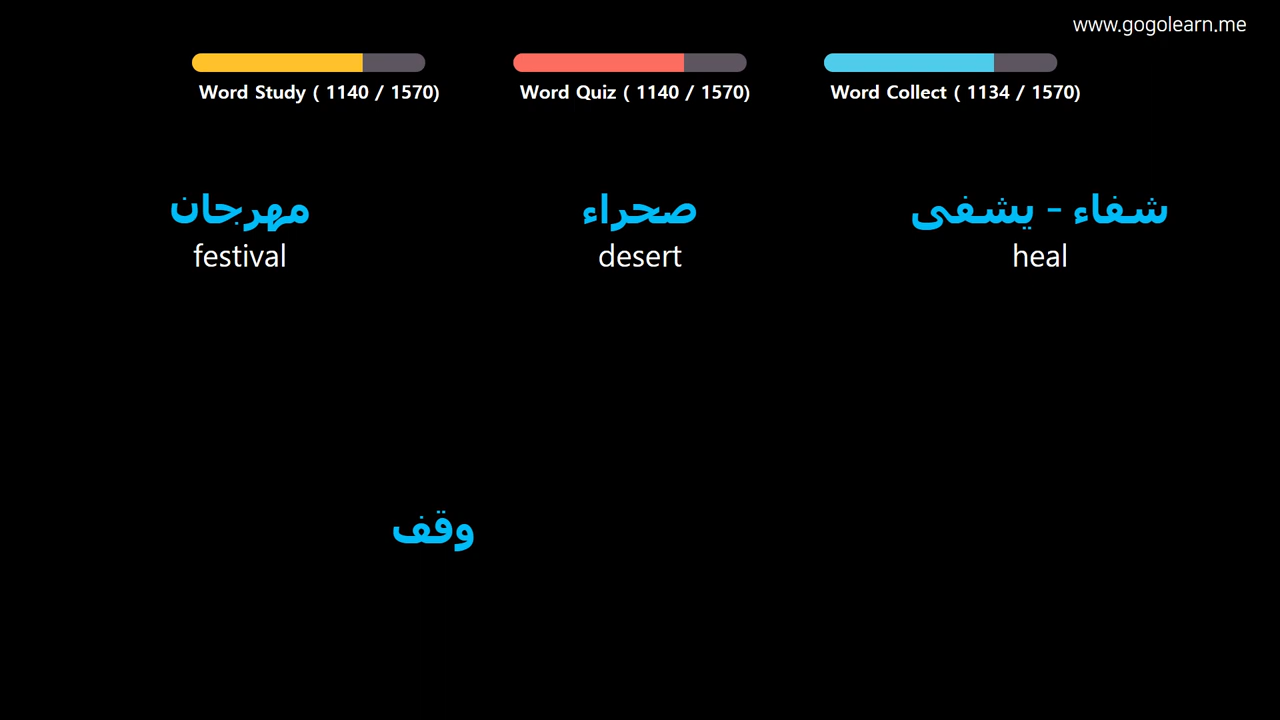 www.gogolearn.me
Word Study ( 1140 / 1570)
Word Quiz ( 1140 / 1570)
Word Collect ( 1134 / 1570)
مهرجان
festival
صحراء
desert
شفاء - يشفى
heal
وقف